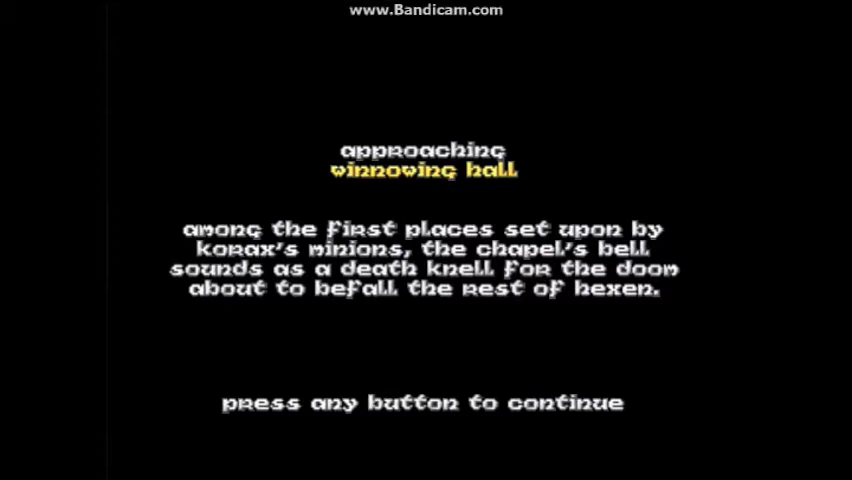 www.Bandicam.com
approaching
winnowing hall
among the first places set upon by
korax's minions, the chapel's bell
sounds as a death knell for the doom
about to befall the rest of hexen.
press any button to continue